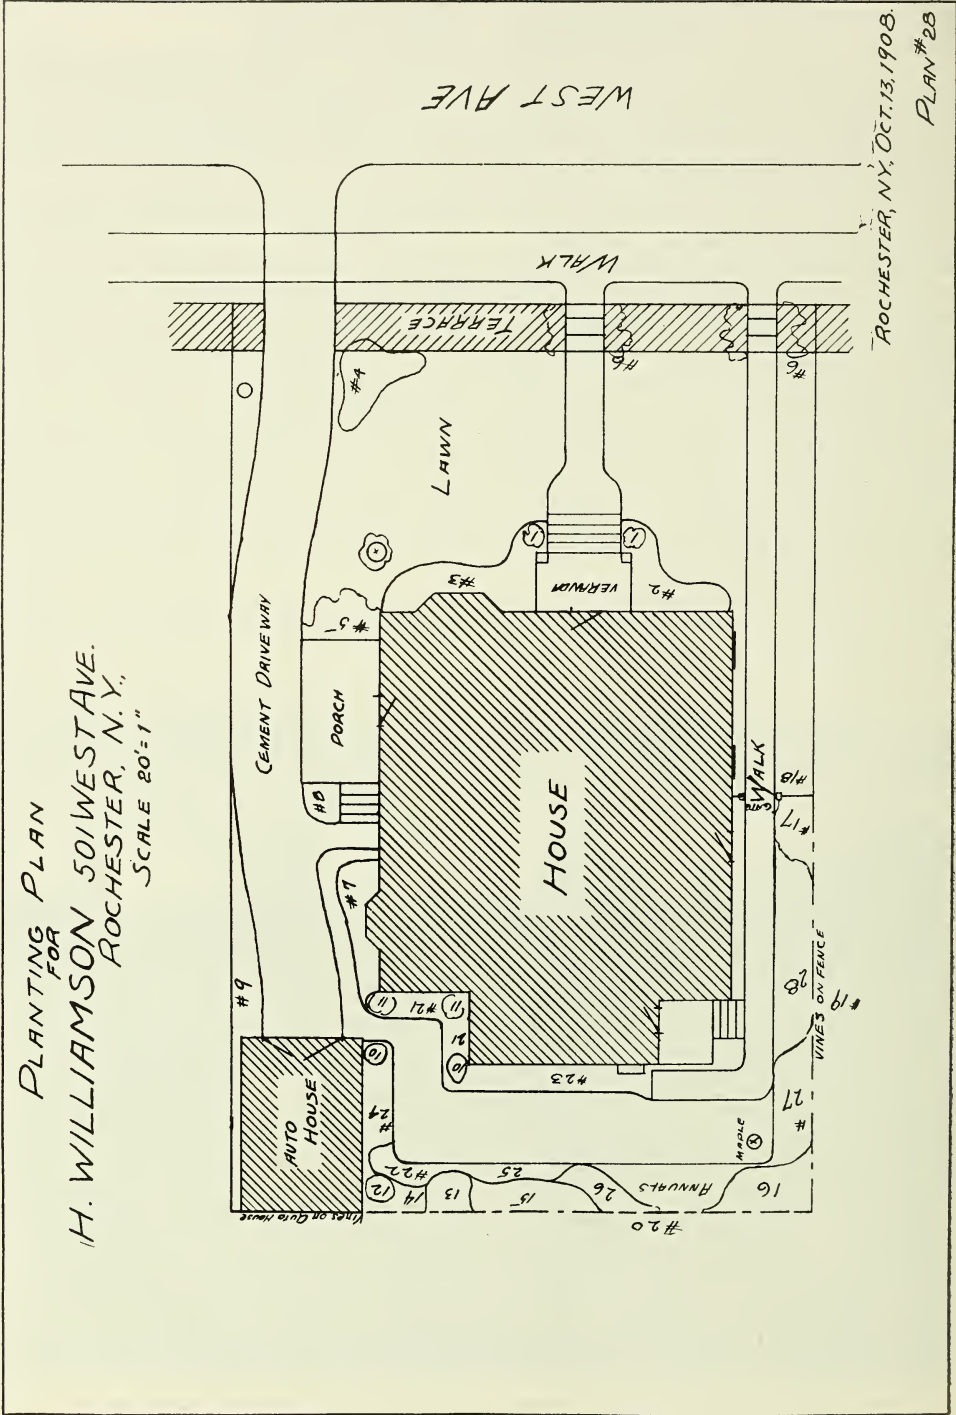 PLANTING PLAN
FOR
H. WILLIAMSON 501 WEST AVE.
ROCHESTER, N.Y.,
SCALE 20'=1"
WEST AVE
WALK
TERRACE
#6
#6
#4
LAWN
1
1
VERANDA
#3
#2
#5
CEMENT DRIVEWAY
PORCH
#8
HOUSE
WALK
GATE
#18
#17
#7
#9
11
#21
11
21
10
10
#23
AUTO
HOUSE
#24
#22
12
14
13
15
25
26
ANNUALS
16
MAPLE
#27
28
VINES ON FENCE
#19
#20
Vines on Auto House
ROCHESTER, N.Y. OCT. 13, 1908.
PLAN #28